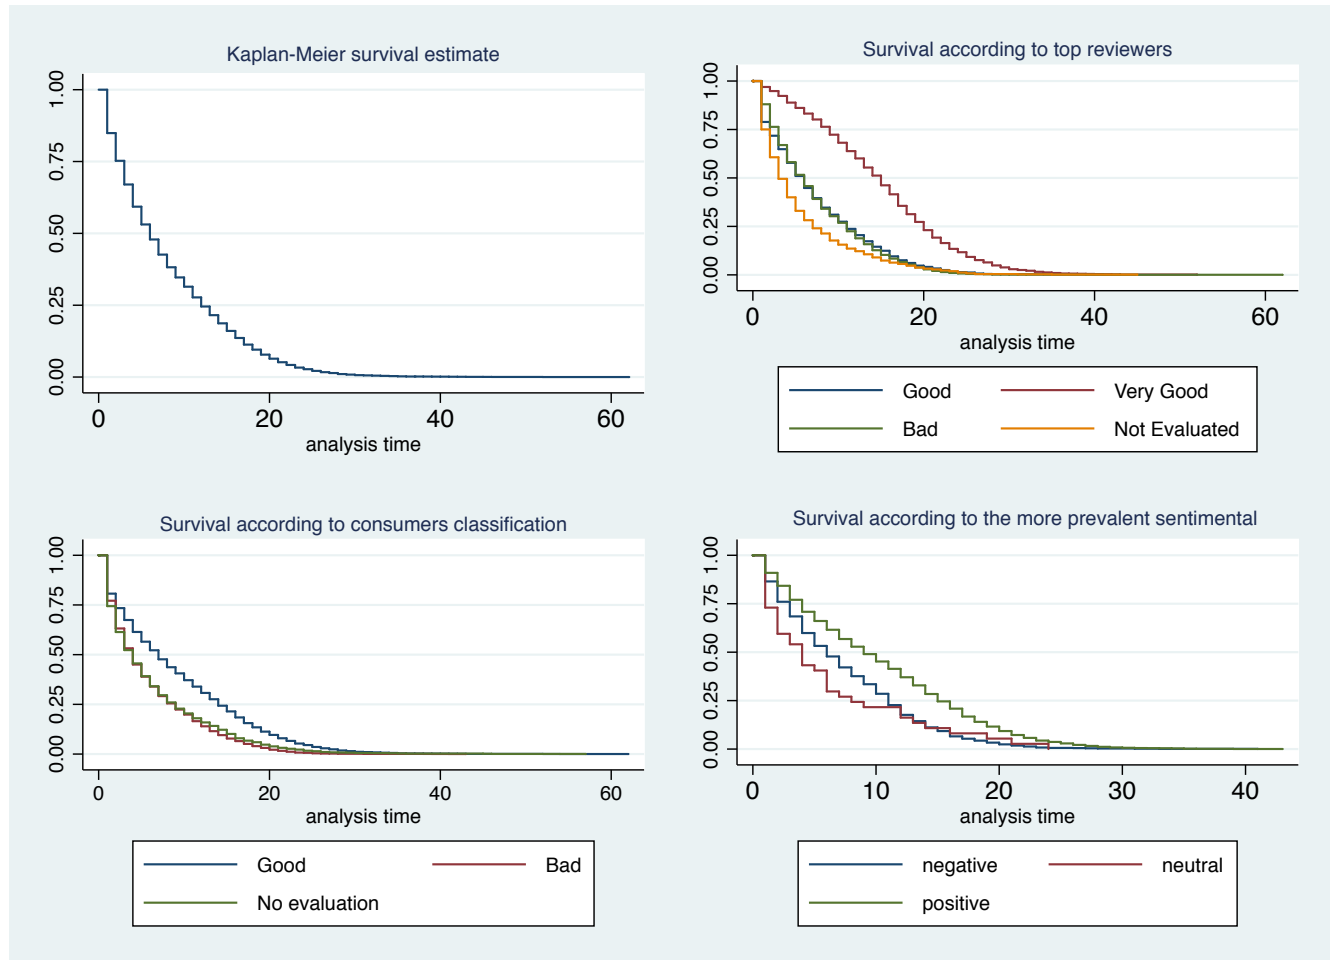 Kaplan-Meier survival estimate
1.00
0.75
0.50
0.25
0.00
0 20 40 60
analysis time
Survival according to top reviewers
1.00
0.75
0.50
0.25
0.00
0 20 40 60
analysis time
Good Very Good
Bad Not Evaluated
Survival according to consumers classification
1.00
0.75
0.50
0.25
0.00
0 20 40 60
analysis time
Good Bad
No evaluation
Survival according to the more prevalent sentimental
1.00
0.75
0.50
0.25
0.00
0 10 20 30 40
analysis time
negative neutral
positive